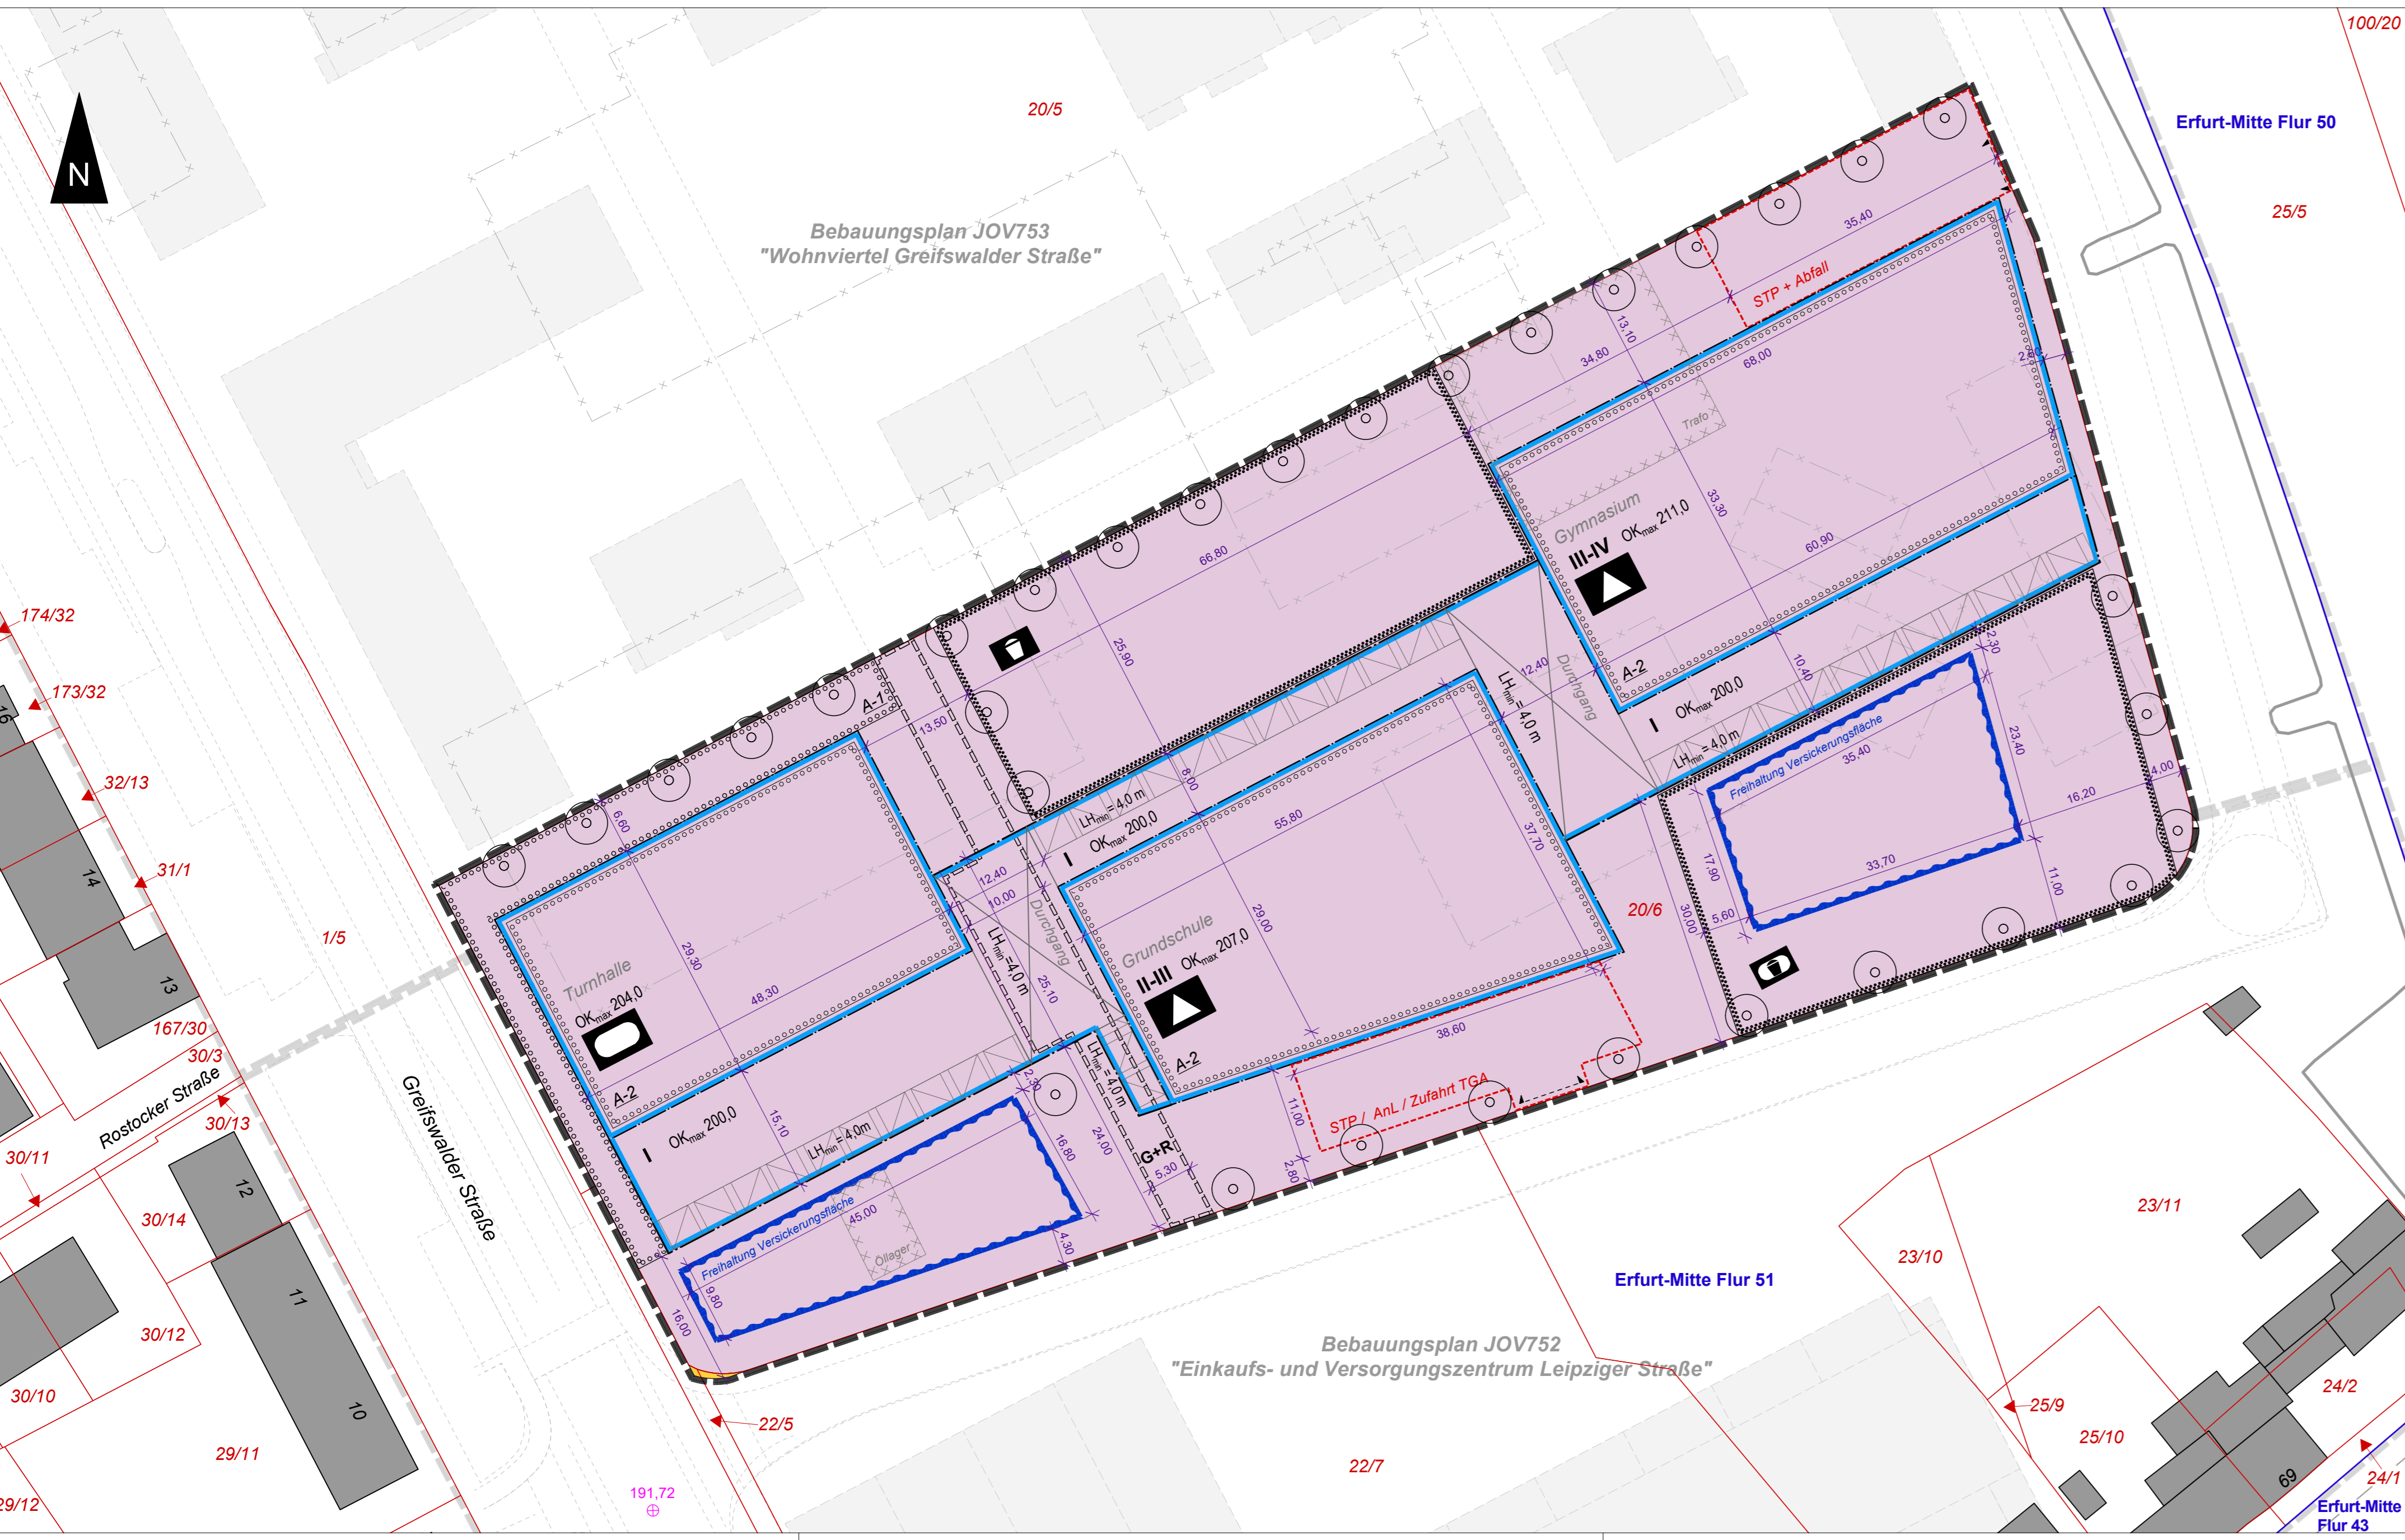 100/20
Erfurt-Mitte Flur 50
20/5
N
25/5
35,40
Bebauungsplan JOV753
"Wohnviertel Greifswalder Straße"
STP + Abfall
13,10
34,80
68,00
Trafo
66,80
Gymnasium
III-IV OKmax 211,0
33,30
60,90
174/32
25,90
173/32
16
A-1
13,50
12,40
A-2
10,40
2,30
Durchgang
LHmin = 4,0 m
I OKmax 200,0
LHmin = 4,0 m
Freihaltung Versickerungsfläche
35,40
23,40
4,00
16,20
32/13
6,60
8,00
LHmin = 4,0 m
I OKmax 200,0
55,80
37,70
17,90
33,70
11,00
14
31/1
12,40
10,00
Durchgang
30,00
5,60
20/6
1/5
29,30
29,00
Grundschule
II-III OKmax 207,0
LHmin = 4,0 m
25,10
Turnhalle
OKmax 204,0
48,30
13
167/30
30/3
Rostocker Straße
30/13
30/11
Greifswalder Straße
A-2
A-2
38,60
I OKmax 200,0
15,10
LHmin = 4,0m
2,30
LHmin = 4,0 m
16,80
24,00
11,00
STP / AnL / Zufahrt TGA
G+R
5,30
2,80
12
30/14
Freihaltung Versickerungsfläche
45,00
Öllager
4,30
9,80
16,00
11
30/12
30/10
10
29/11
29/12
23/11
23/10
Erfurt-Mitte Flur 51
Bebauungsplan JOV752
"Einkaufs- und Versorgungszentrum Leipziger Straße"
22/5
22/7
191,72
25/9
25/10
24/2
69
24/1
Erfurt-Mitte
Flur 43